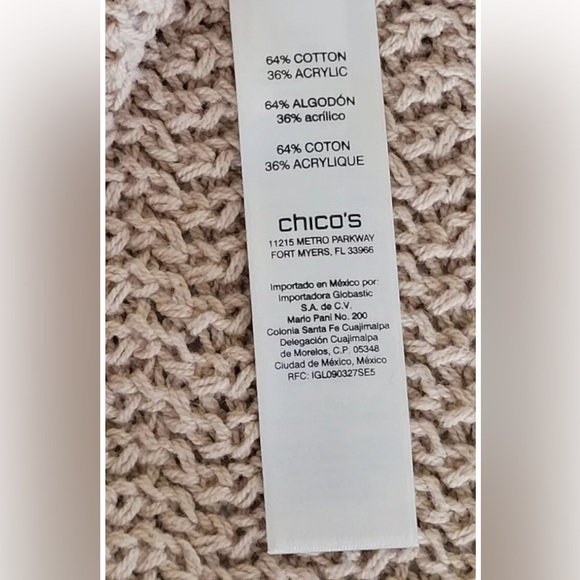 64% COTTON
36% ACRYLIC
64% ALGODÓN
36% acrílico
64% COTON
36% ACRYLIQUE
chico's
11215 METRO PARKWAY
FORT MYERS, FL 33966
Importado en México por:
Importadora Globastic
S.A. de C.V.
Mario Pani No. 200
Colonia Santa Fe Cuajimalpa
Delegación Cuajimalpa
de Morelos, C.P. 05348
Ciudad de México, México
RFC: IGL090327SE5